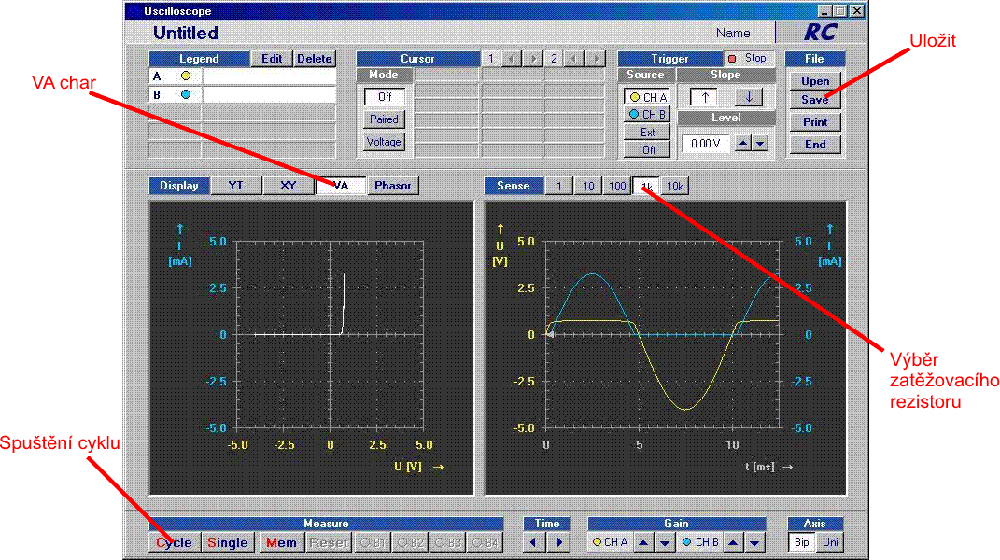 Oscilloscope
Untitled
Name
RC
Uložit
Legend Edit Delete
A
B
Cursor 1 2
Mode
Off
Paired
Voltage
Trigger Stop
Source Slope
CH A ↑ ↓
CH B
Level
Ext
Off
0.00 V
File
Open
Save
Print
End
VA char
Display YT XY VA Phasor
Sense 1 10 100 1k 10k
↑
I
[mA]
5.0
2.5
0
-2.5
-5.0
-5.0 -2.5 0 2.5 5.0
U [V] →
↑
U
[V]
5.0
2.5
0
-2.5
-5.0
0 5 10
t [ms] →
↑
I
[mA]
5.0
2.5
0
-2.5
-5.0
Výběr
zatěžovacího
rezistoru
Spuštění cyklu
Measure
Cycle Single Mem Reset B1 B2 B3 B4
Time
Gain
CH A CH B
Axis
Bip Uni